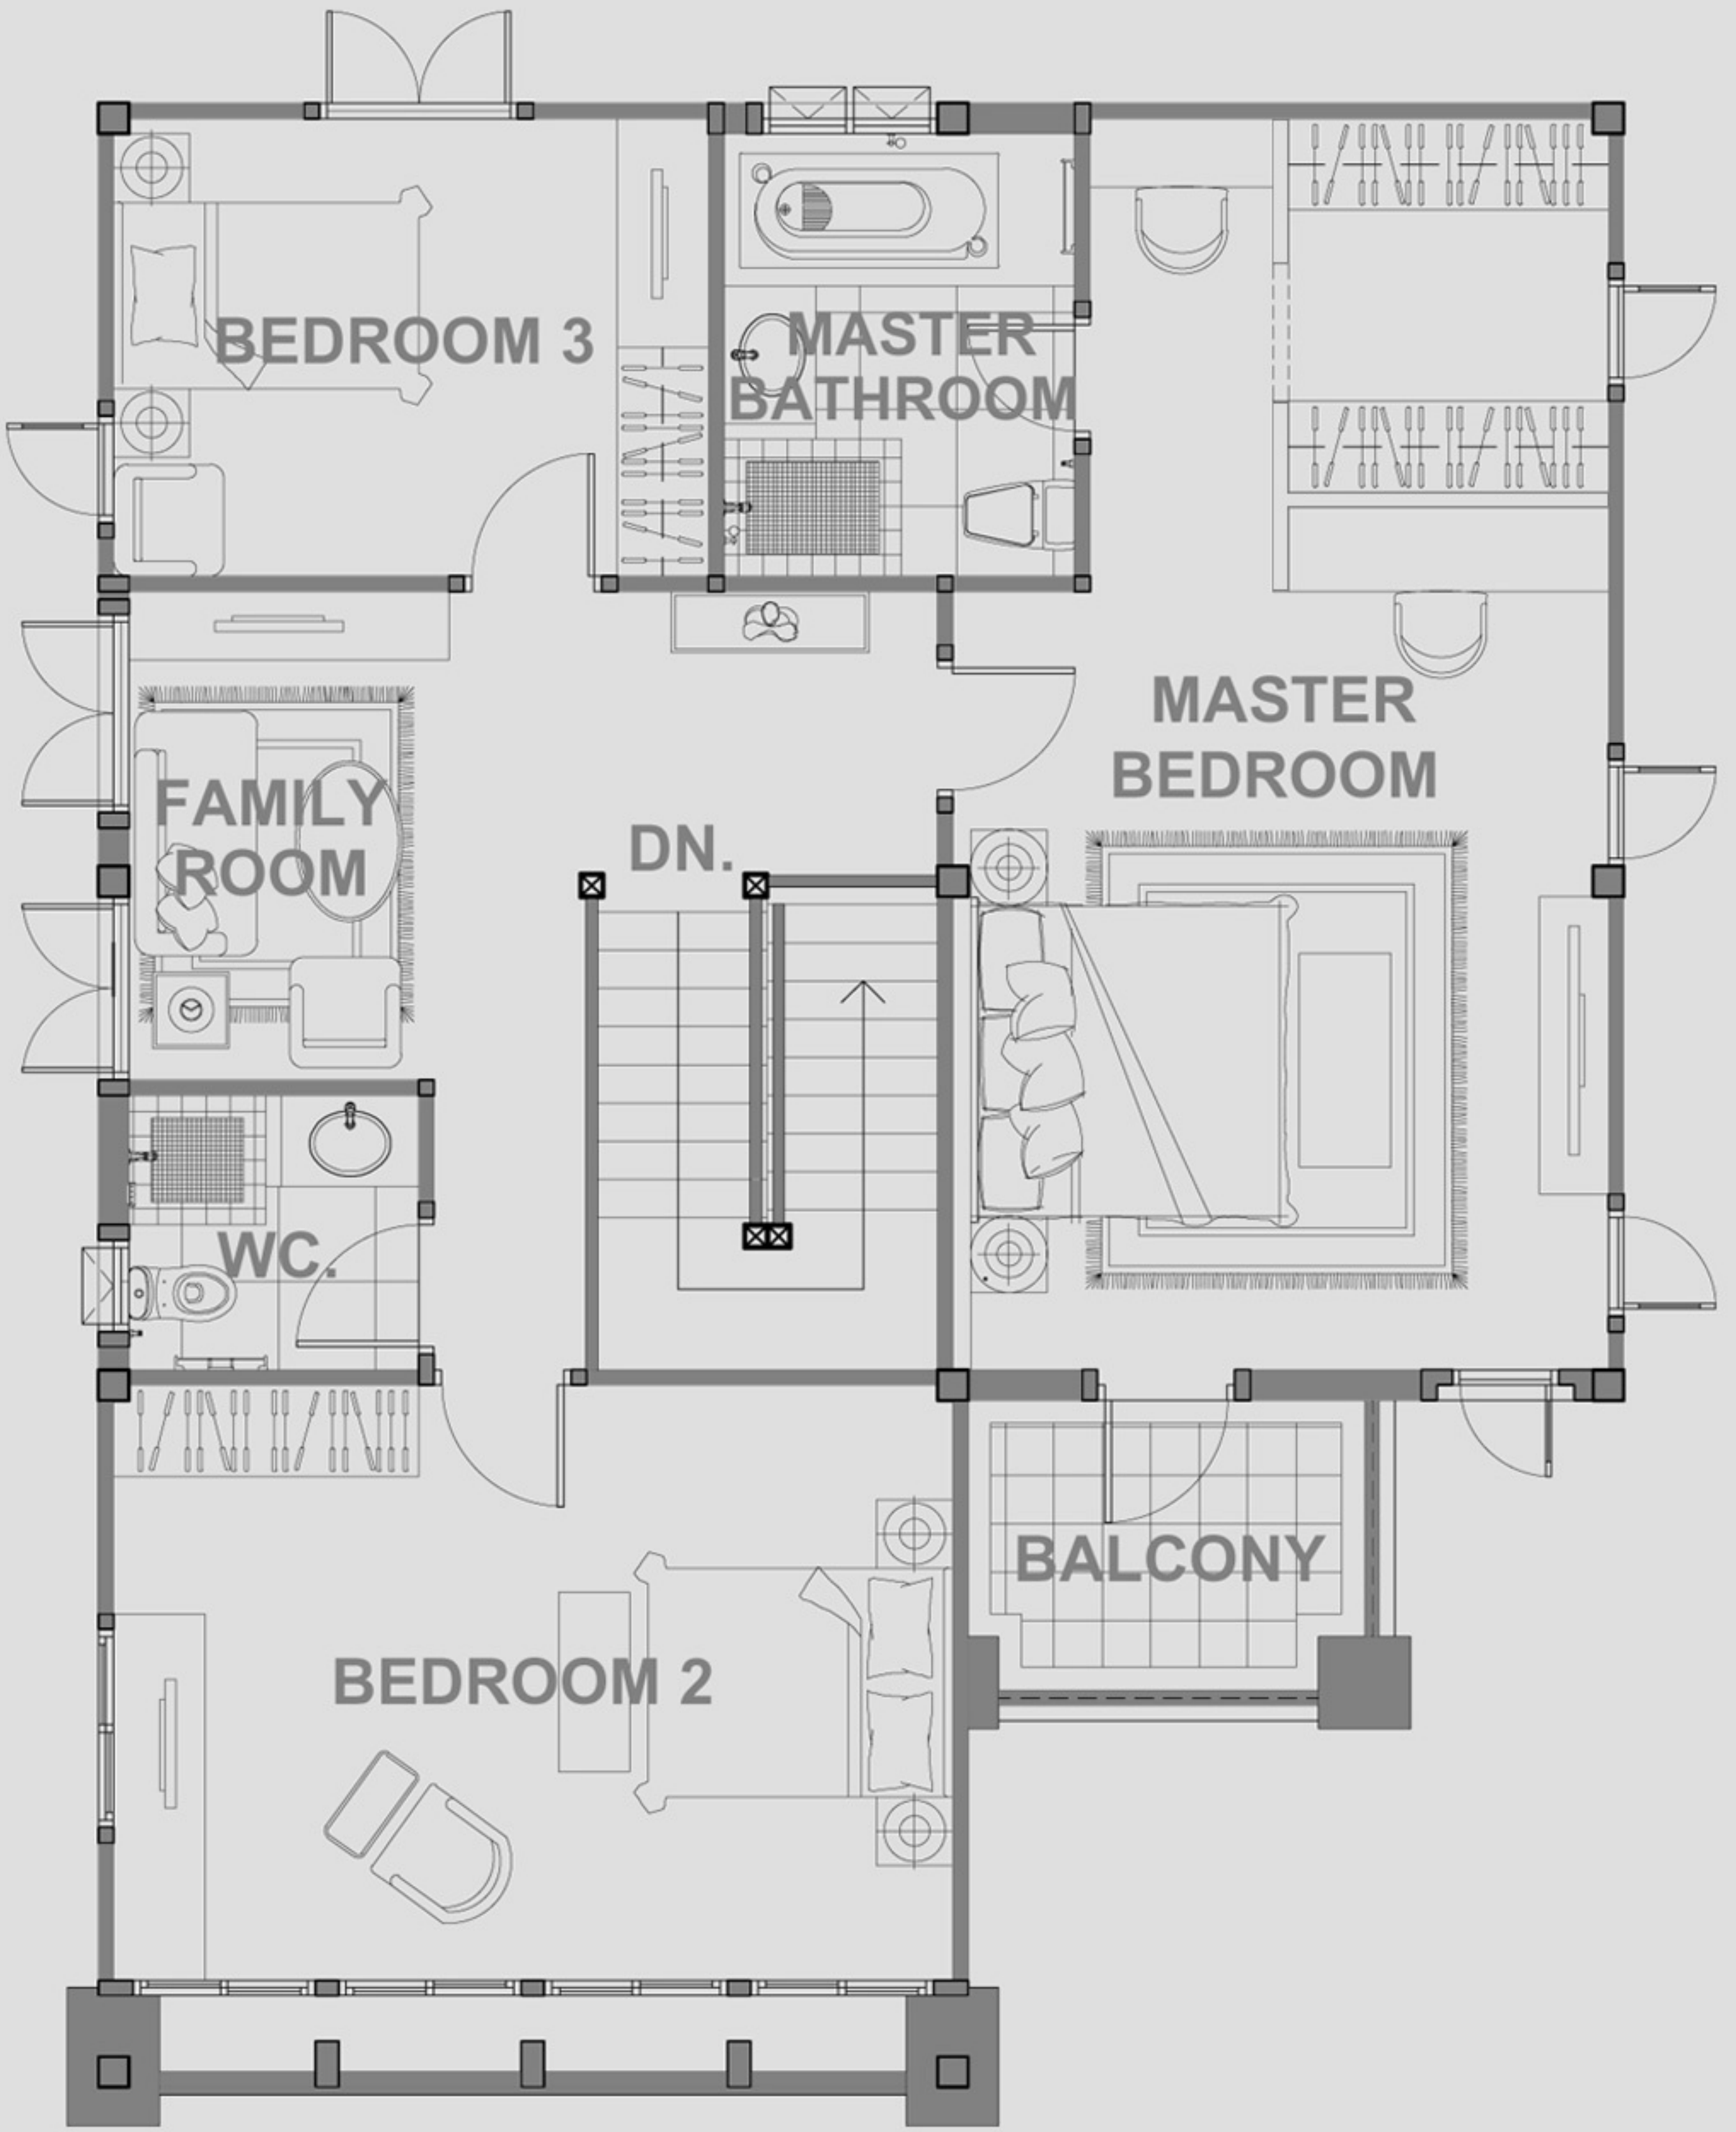 BEDROOM 3
MASTER
BATHROOM
MASTER
BEDROOM
FAMILY
ROOM
DN.
WC.
BALCONY
BEDROOM 2